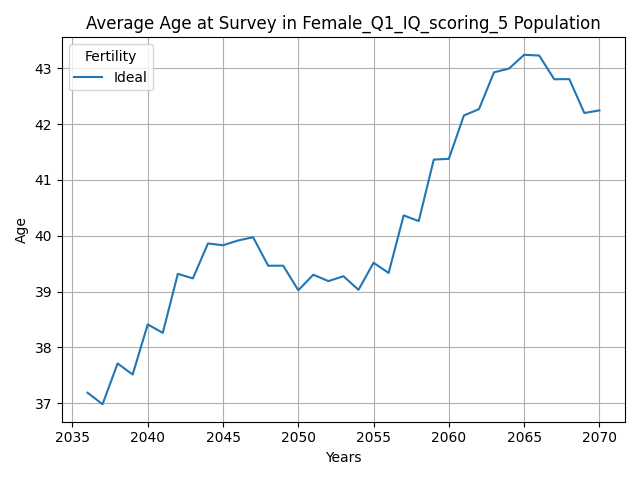 Average Age at Survey in Female_Q1_IQ_scoring_5 Population
Fertility
Ideal
Age
43
42
41
40
39
38
37
2035 2040 2045 2050 2055 2060 2065 2070
Years